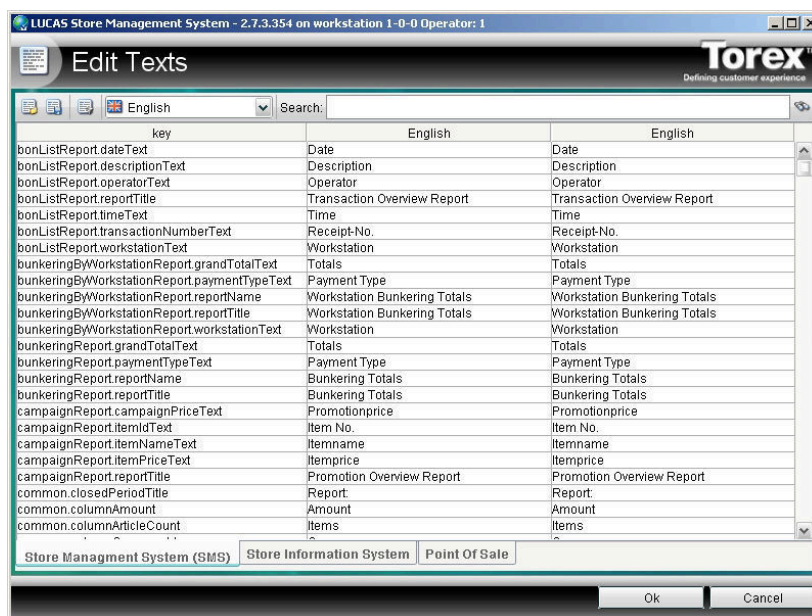 LUCAS Store Management System - 2.7.3.354 on workstation 1-0-0 Operator: 1
Edit Texts
Torex
Defining customer experience
English Search:
key English English
bonListReport.dateText Date Date
bonListReport.descriptionText Description Description
bonListReport.operatorText Operator Operator
bonListReport.reportTitle Transaction Overview Report Transaction Overview Report
bonListReport.timeText Time Time
bonListReport.transactionNumberText Receipt-No. Receipt-No.
bonListReport.workstationText Workstation Workstation
bunkeringByWorkstationReport.grandTotalText Totals Totals
bunkeringByWorkstationReport.paymentTypeText Payment Type Payment Type
bunkeringByWorkstationReport.reportName Workstation Bunkering Totals Workstation Bunkering Totals
bunkeringByWorkstationReport.reportTitle Workstation Bunkering Totals Workstation Bunkering Totals
bunkeringByWorkstationReport.workstationText Workstation Workstation
bunkeringReport.grandTotalText Totals Totals
bunkeringReport.paymentTypeText Payment Type Payment Type
bunkeringReport.reportName Bunkering Totals Bunkering Totals
bunkeringReport.reportTitle Bunkering Totals Bunkering Totals
campaignReport.campaignPriceText Promotionprice Promotionprice
campaignReport.itemIdText Item No. Item No.
campaignReport.itemNameText Itemname Itemname
campaignReport.itemPriceText Itemprice Itemprice
campaignReport.reportTitle Promotion Overview Report Promotion Overview Report
common.closedPeriodTitle Report: Report:
common.columnAmount Amount Amount
common.columnArticleCount Items Items
Store Managment System (SMS) Store Information System Point Of Sale
Ok Cancel